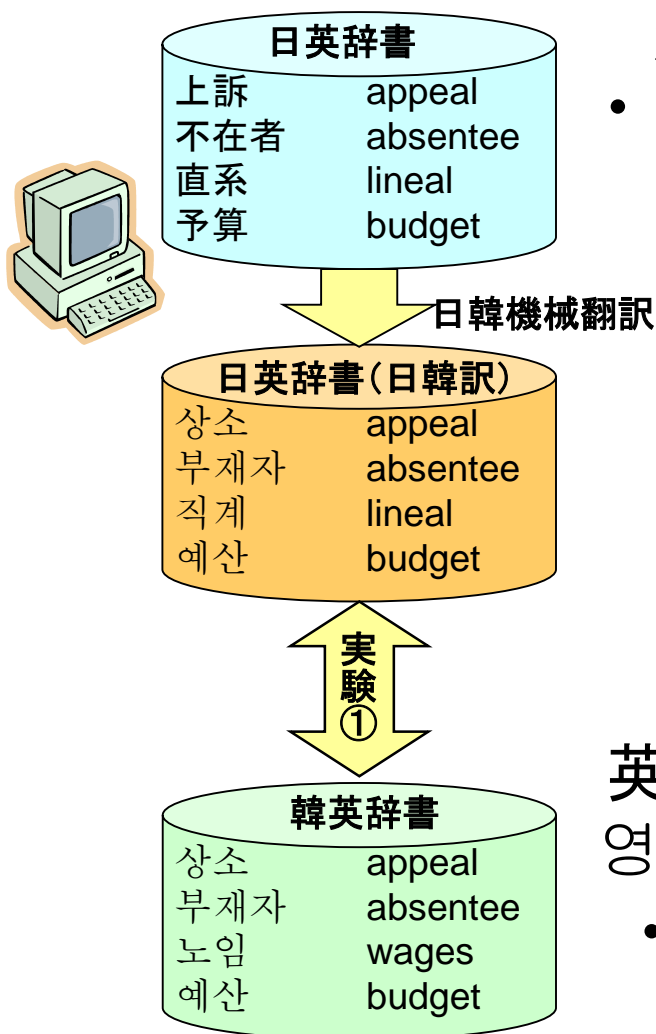 日英辞書
上訴 appeal
不在者 absentee
直系 lineal
予算 budget
日韓機械翻訳
日英辞書（日韓訳）
상소 appeal
부재자 absentee
직계 lineal
예산 budget
実験①
韓英辞書
상소 appeal
부재자 absentee
노임 wages
예산 budget
英
영